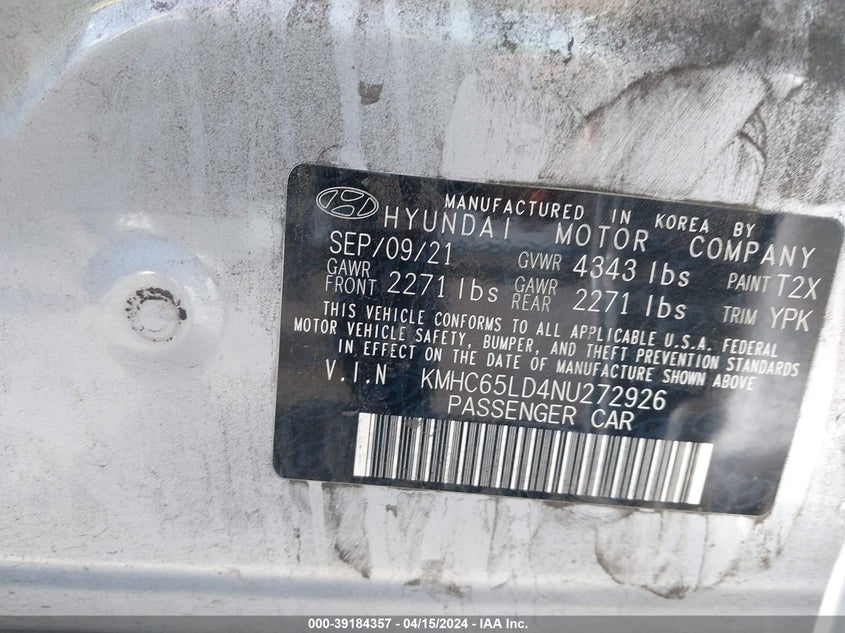 MANUFACTURED IN KOREA BY
HYUNDAI MOTOR COMPANY
SEP/09/21 GVWR 4343 lbs PAINT T2X
GAWR FRONT 2271 lbs GAWR REAR 2271 lbs TRIM YPK
THIS VEHICLE CONFORMS TO ALL APPLICABLE U.S.A. FEDERAL
MOTOR VEHICLE SAFETY, BUMPER, AND THEFT PREVENTION STANDARDS
IN EFFECT ON THE DATE OF MANUFACTURE SHOWN ABOVE
V.I.N KMHC65LD4NU272926
PASSENGER CAR
000-39184357 - 04/15/2024 - IAA Inc.